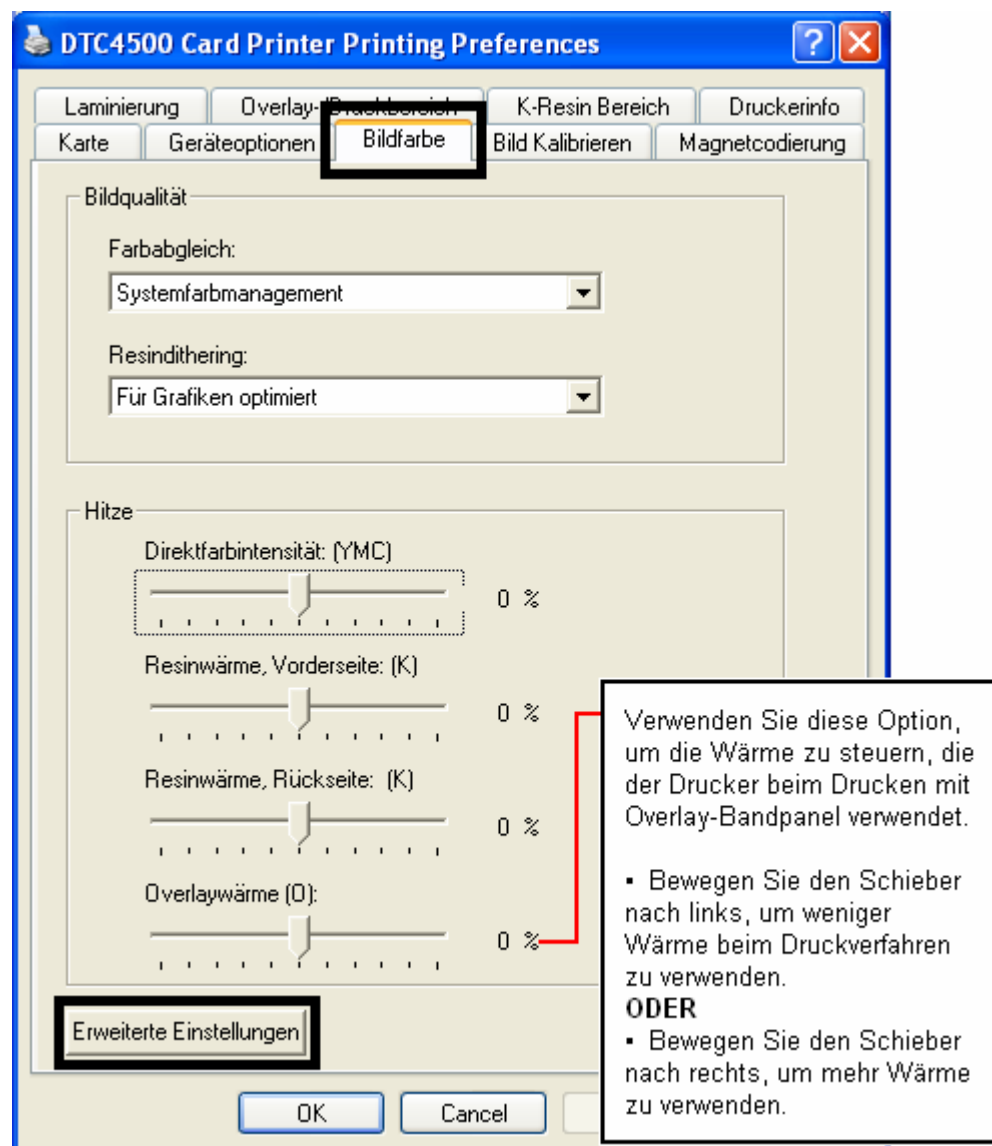 DTC4500 Card Printer Printing Preferences
Laminierung Overlay-/Druckbereich K-Resin Bereich Druckerinfo
Karte Geräteoptionen Bildfarbe Bild Kalibrieren Magnetcodierung
Bildqualität
Farbabgleich:
Systemfarbmanagement
Resindithering:
Für Grafiken optimiert
Hitze
Direktfarbintensität: (YMC)
0 %
Resinwärme, Vorderseite: (K)
0 %
Resinwärme, Rückseite: (K)
0 %
Overlaywärme (O):
0 %
Erweiterte Einstellungen
OK Cancel
Verwenden Sie diese Option,
um die Wärme zu steuern, die
der Drucker beim Drucken mit
Overlay-Bandpanel verwendet.
▪ Bewegen Sie den Schieber
nach links, um weniger
Wärme beim Druckverfahren
zu verwenden.
ODER
▪ Bewegen Sie den Schieber
nach rechts, um mehr Wärme
zu verwenden.